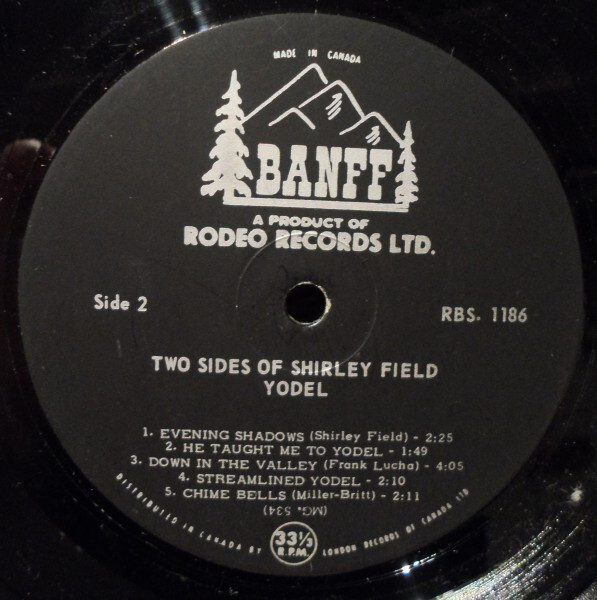 MADE IN CANADA
BANFF
A PRODUCT OF
RODEO RECORDS LTD.
Side 2
RBS. 1186
TWO SIDES OF SHIRLEY FIELD
YODEL
1. EVENING SHADOWS (Shirley Field) - 2:25
2. HE TAUGHT ME TO YODEL - 1:49
3. DOWN IN THE VALLEY (Frank Lucha) - 4:05
4. STREAMLINED YODEL - 2:10
5. CHIME BELLS (Miller-Britt) - 2:11
(MG. 534)
33⅓
R.P.M.
DISTRIBUTED IN CANADA BY LONDON RECORDS OF CANADA LTD